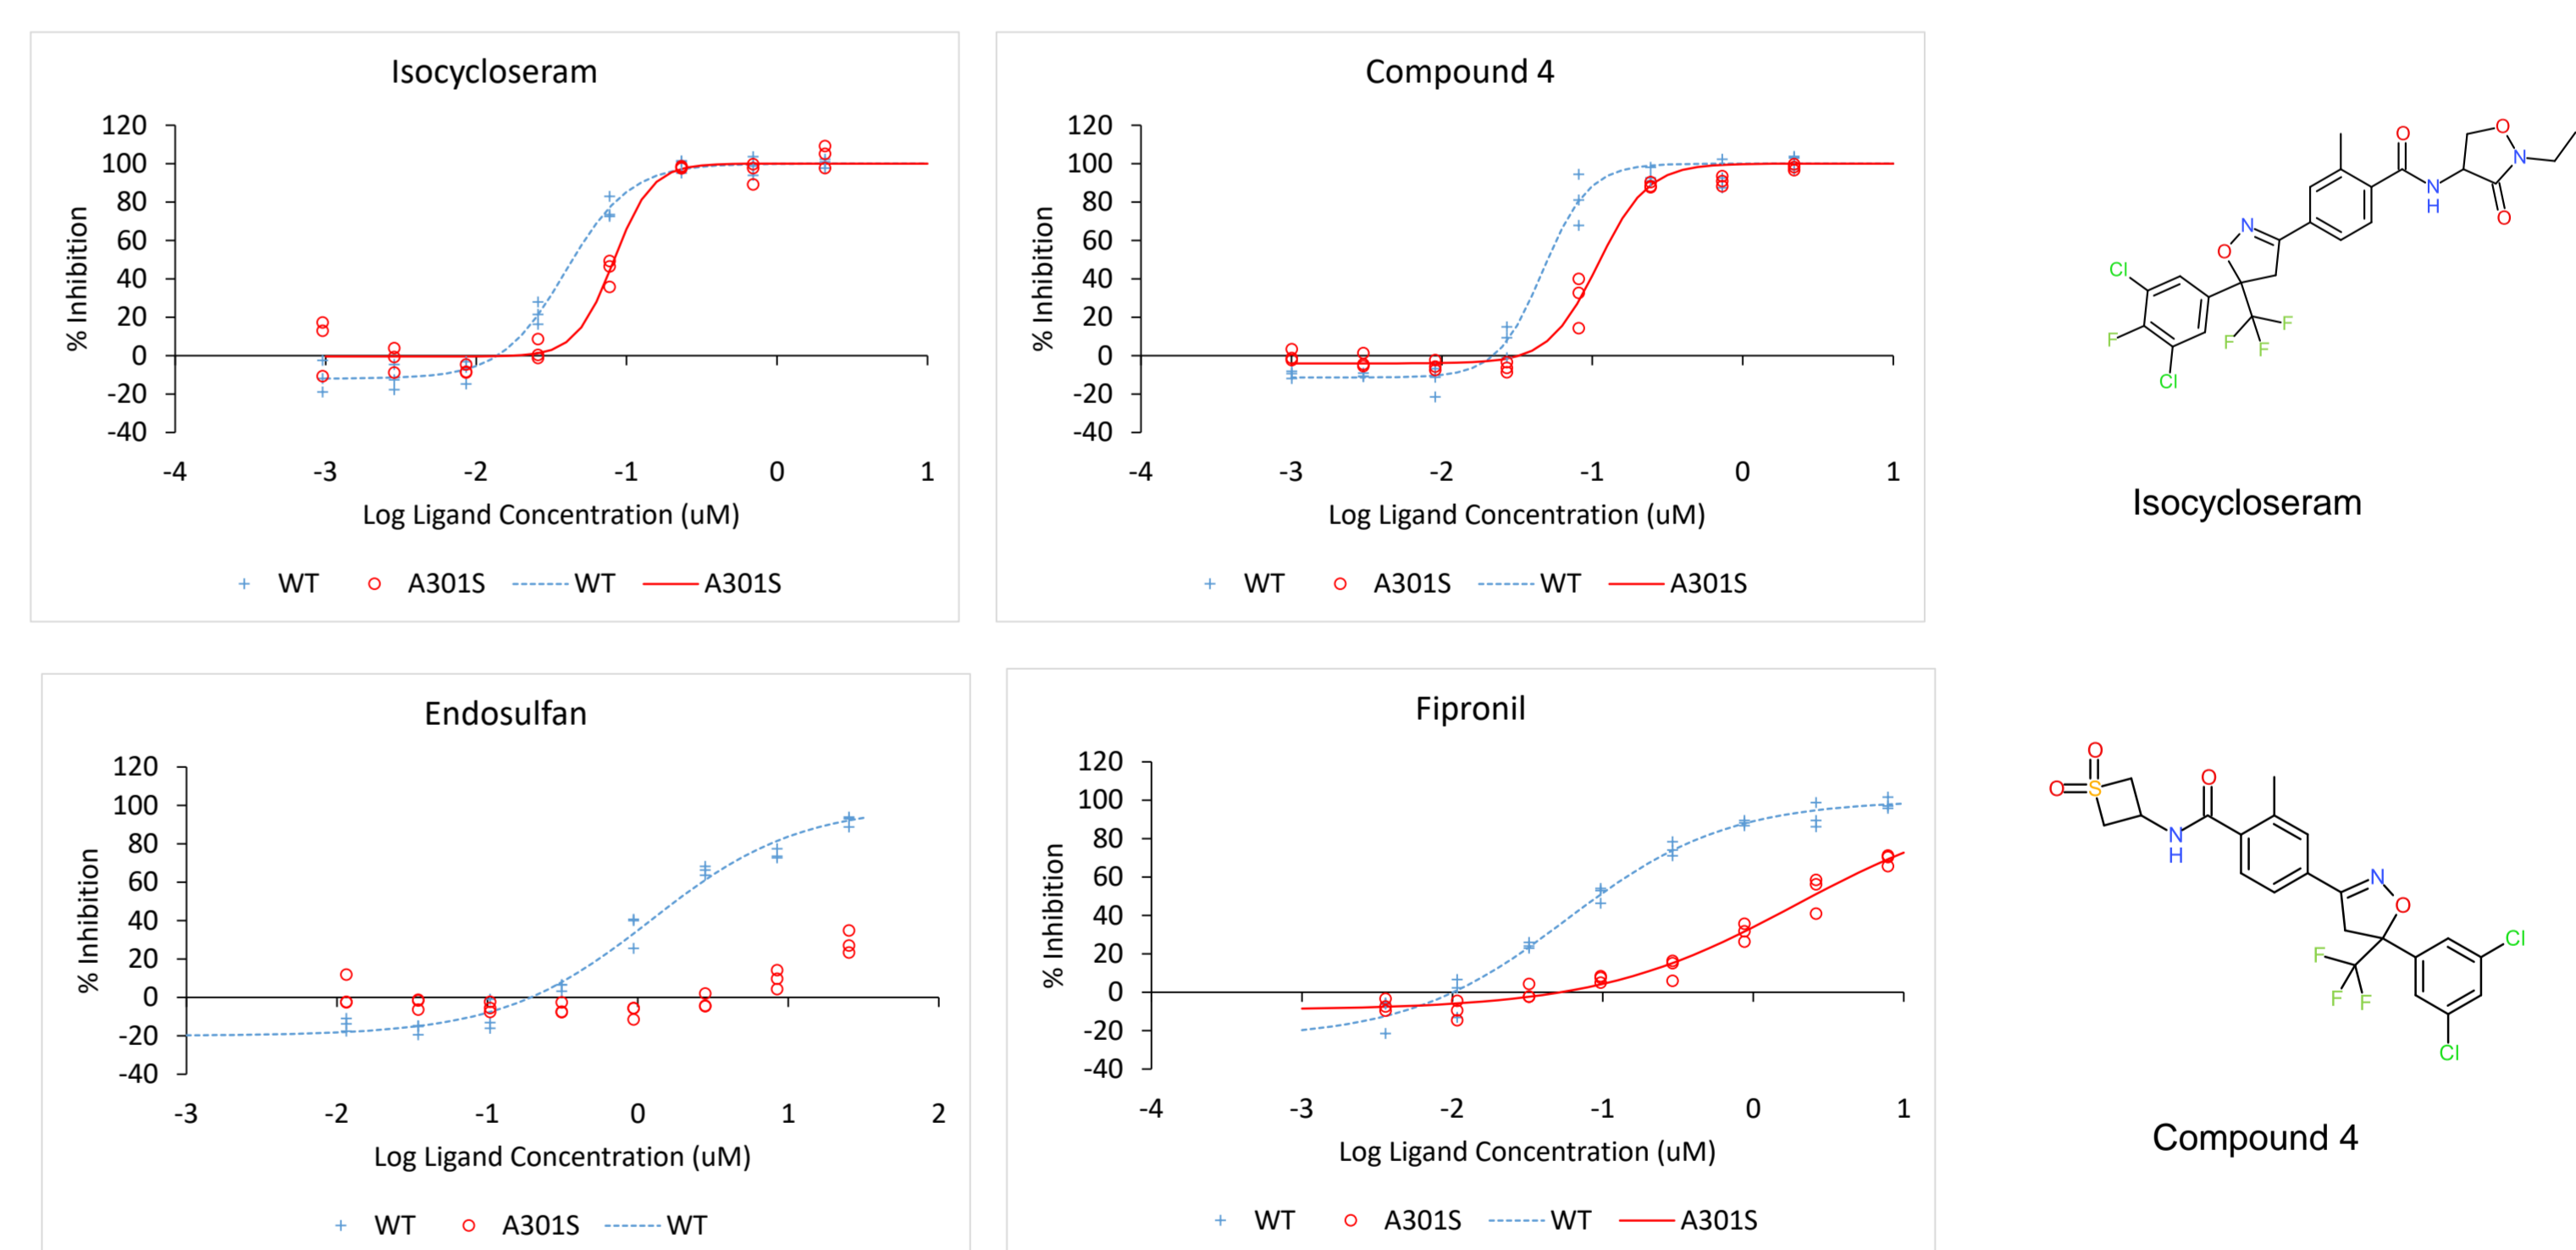 Isocycloseram
120
100
80
60
40
20
0
-20
-40
% Inhibition
-4 -3 -2 -1 0 1
Log Ligand Concentration (uM)
WT A301S WT A301S
Compound 4
120
100
80
60
40
20
0
-20
-40
% Inhibition
-4 -3 -2 -1 0 1
Log Ligand Concentration (uM)
WT A301S WT A301S
O
O
N
O
N
H
O
N
O
Cl
F
Cl
F
F
F
Isocycloseram
Endosulfan
120
100
80
60
40
20
0
-20
-40
% Inhibition
-3 -2 -1 0 1 2
Log Ligand Concentration (uM)
WT A301S WT
Fipronil
120
100
80
60
40
20
0
-20
-40
% Inhibition
-4 -3 -2 -1 0 1
Log Ligand Concentration (uM)
WT A301S WT A301S
O
O
S
O
N
H
N
O
F
F
F
Cl
Cl
Compound 4